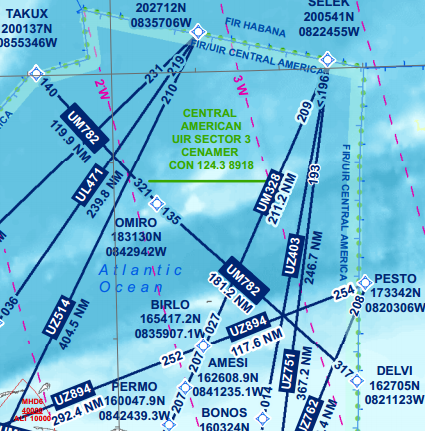 TAKUX
200137N
0855346W
202712N
0835706W
SELEK
200541N
0822455W
FIR HABANA
FIR/UIR CENTRAL AMERICA
2°W
3°W
140
231
219
210
209
196
193
UM782
119.9 NM
UL471
239.8 NM
CENTRAL
AMERICAN
UIR SECTOR 3
CENAMER
CON 124.3 8918
FIR/UIR CENTRAL AMERICA
321
135
UM328
211.2 NM
UZ403
246.7 NM
OMIRO
183130N
0842942W
Atlantic
Ocean
UM782
181.2 NM
036
UZ514
404.5 NM
BIRLO
165417.2N
0835907.1W
027
UZ894
117.6 NM
254
208
PESTO
173342N
0820306W
252
207
AMESI
162608.9N
0841235.1W
UZ751
367.2 NM
317
DELVI
162705N
0821123W
UZ894
292.4 NM
PERMO
160047.9N
0842439.3W
207
BONOS
160324N
014
UZ762
MHD6
ALT 10000